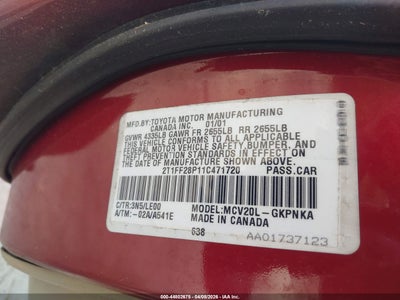 MFD.BY:TOYOTA MOTOR MANUFACTURING
CANADA INC. 01/01
GVWR 4335LB GAWR FR 2655LB RR 2655LB
THIS VEHICLE CONFORMS TO ALL APPLICABLE
FEDERAL MOTOR VEHICLE SAFETY, BUMPER, AND
THEFT PREVENTION STANDARDS IN EFFECT ON
THE DATE OF MANUFACTURE SHOWN ABOVE.
2T1FF28P11C471720 PASS.CAR
C/TR:3N5/LE00 MODEL:MCV20L-GKPNKA
A/TM:-02A/A541E MADE IN CANADA
638 AA01737123
IAA ID: 000-44932675 - 04/09/2026 - © IAA